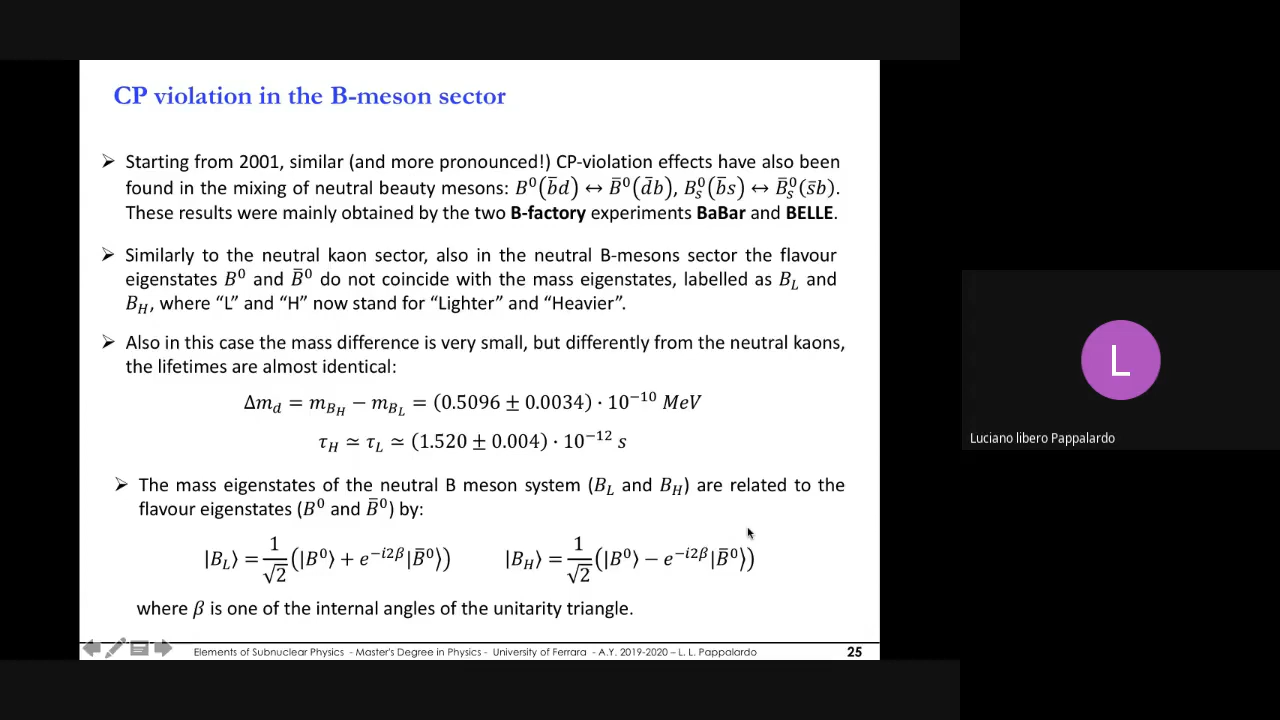 CP violation in the B-meson sector
➢ Starting from 2001, similar (and more pronounced!) CP-violation effects have also been
found in the mixing of neutral beauty mesons: B⁰(b̄d) ↔ B̄⁰(d̄b), B⁰ₛ(b̄s) ↔ B̄⁰ₛ(s̄b).
These results were mainly obtained by the two B-factory experiments BaBar and BELLE.
➢ Similarly to the neutral kaon sector, also in the neutral B-mesons sector the flavour
eigenstates B⁰ and B̄⁰ do not coincide with the mass eigenstates, labelled as B_L and
B_H, where “L” and “H” now stand for “Lighter” and “Heavier”.
➢ Also in this case the mass difference is very small, but differently from the neutral kaons,
the lifetimes are almost identical:
Δm_d = m_{B_H} − m_{B_L} = (0.5096 ± 0.0034) · 10⁻¹⁰ MeV
τ_H ≃ τ_L ≃ (1.520 ± 0.004) · 10⁻¹² s
➢ The mass eigenstates of the neutral B meson system (B_L and B_H) are related to the
flavour eigenstates (B⁰ and B̄⁰) by:
|B_L⟩ = 1/√2 (|B⁰⟩ + e^{−i2β}|B̄⁰⟩) |B_H⟩ = 1/√2 (|B⁰⟩ − e^{−i2β}|B̄⁰⟩)
where β is one of the internal angles of the unitarity triangle.
Elements of Subnuclear Physics - Master's Degree in Physics - University of Ferrara - A.Y. 2019-2020 – L. L. Pappalardo 25
L
Luciano libero Pappalardo